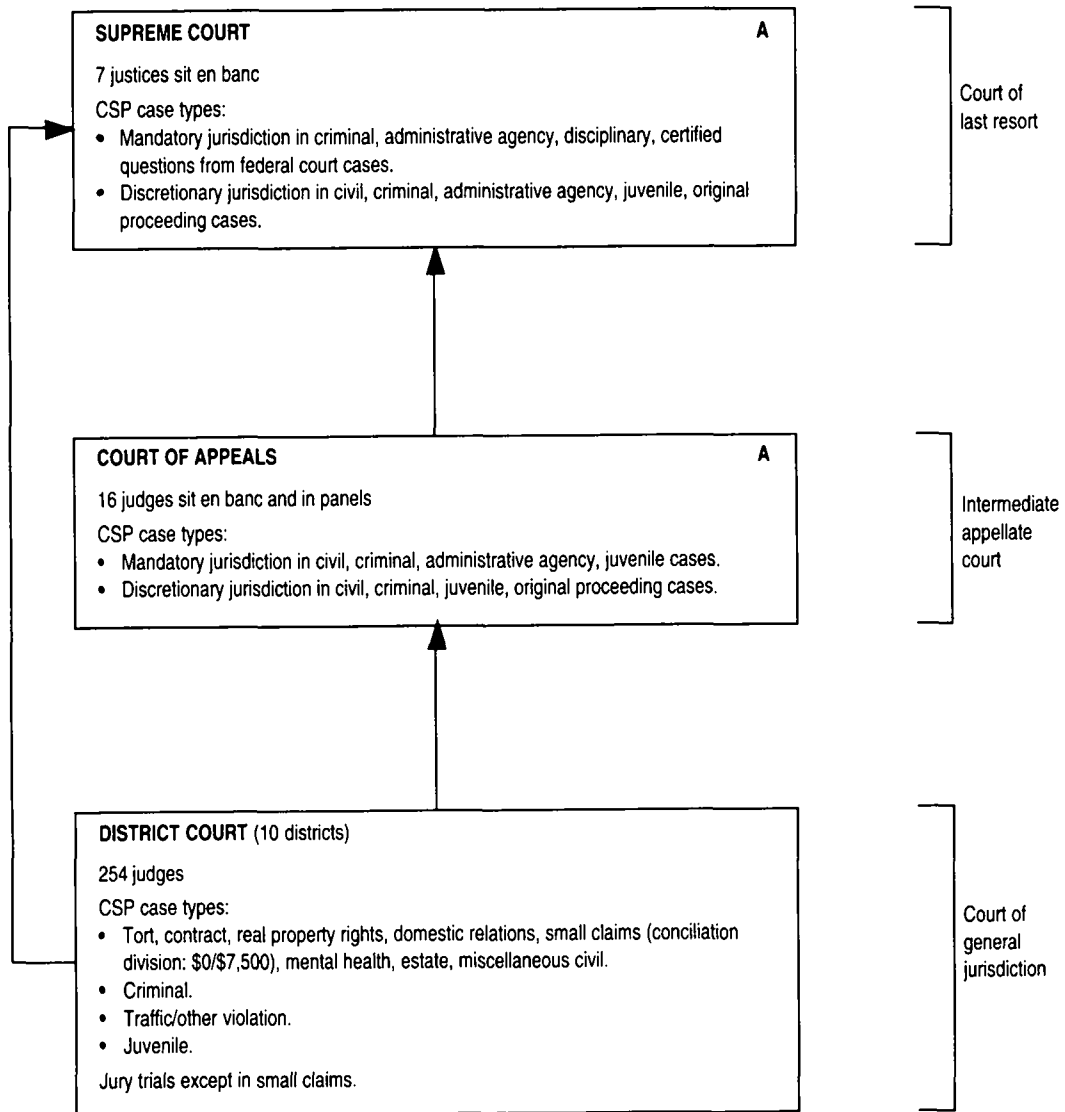 SUPREME COURT A
7 justices sit en banc
CSP case types:
• Mandatory jurisdiction in criminal, administrative agency, disciplinary, certified
questions from federal court cases.
• Discretionary jurisdiction in civil, criminal, administrative agency, juvenile, original
proceeding cases.
Court of
last resort
COURT OF APPEALS A
16 judges sit en banc and in panels
CSP case types:
• Mandatory jurisdiction in civil, criminal, administrative agency, juvenile cases.
• Discretionary jurisdiction in civil, criminal, juvenile, original proceeding cases.
Intermediate
appellate
court
DISTRICT COURT (10 districts)
254 judges
CSP case types:
• Tort, contract, real property rights, domestic relations, small claims (conciliation
division: $0/$7,500), mental health, estate, miscellaneous civil.
• Criminal.
• Traffic/other violation.
• Juvenile.
Jury trials except in small claims.
Court of
general
jurisdiction